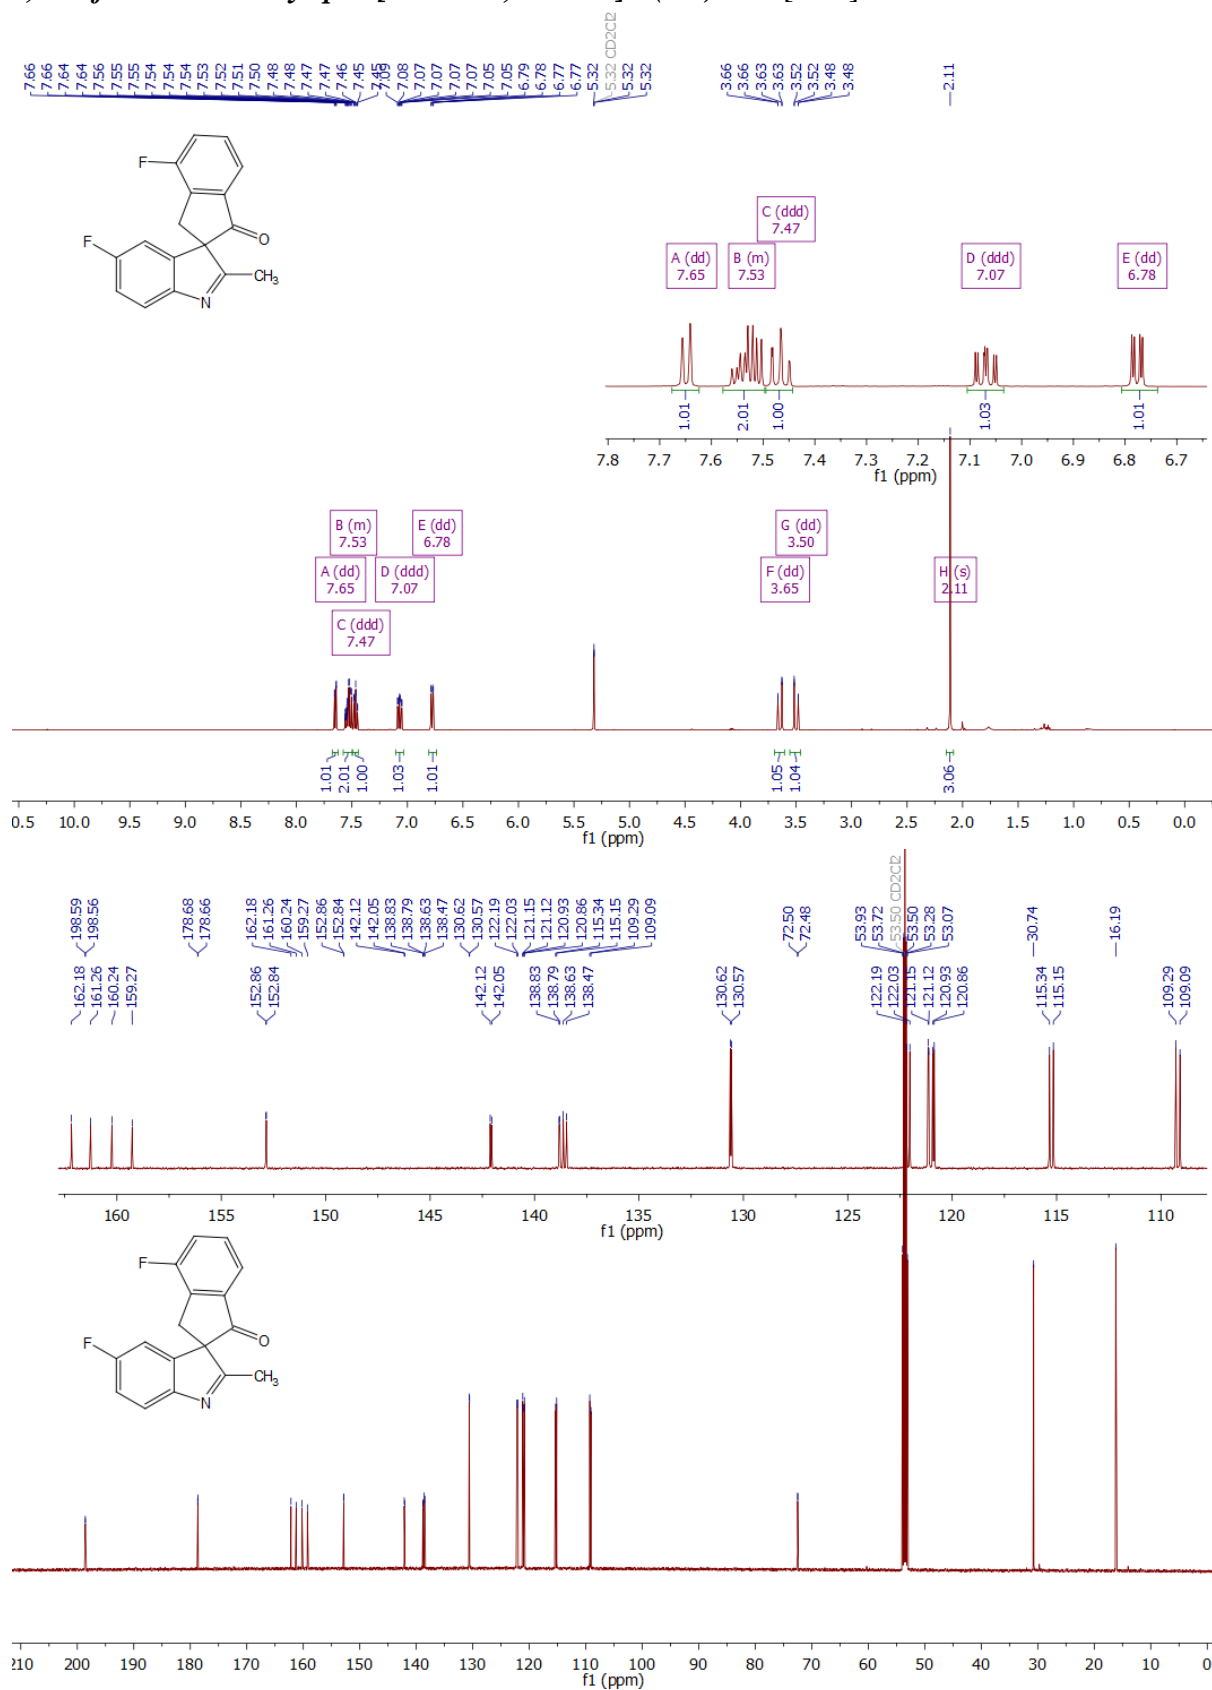 7.66 7.66 7.64 7.64 7.56 7.55 7.55 7.54 7.54 7.54 7.53 7.52 7.51 7.50 7.48 7.48 7.47 7.47 7.46 7.45 7.45 7.09 7.08 7.07 7.07 7.07 7.05 7.05 6.79 6.78 6.77 6.77 5.32 5.32 CD2Cl2 5.32 5.32 3.66 3.66 3.63 3.63 3.52 3.52 3.48 3.48 2.11
F
F
O
CH3
N
C (ddd)
7.47
A (dd)
7.65
B (m)
7.53
D (ddd)
7.07
E (dd)
6.78
1.01 2.01 1.00 1.03 1.01
7.8 7.7 7.6 7.5 7.4 7.3 7.2 7.1 7.0 6.9 6.8 6.7
f1 (ppm)
B (m)
7.53
E (dd)
6.78
G (dd)
3.50
A (dd)
7.65
D (ddd)
7.07
F (dd)
3.65
H (s)
2.11
C (ddd)
7.47
1.01 2.01 1.00 1.03 1.01 1.05 1.04 3.06
0.5 10.0 9.5 9.0 8.5 8.0 7.5 7.0 6.5 6.0 5.5 5.0 4.5 4.0 3.5 3.0 2.5 2.0 1.5 1.0 0.5 0.0
f1 (ppm)
198.59 198.56 178.68 178.66 162.18 161.26 160.24 159.27 152.86 152.84 142.12 142.05 138.83 138.79 138.63 138.47 130.62 130.57 122.19 122.03 121.15 121.12 120.93 120.86 115.34 115.15 109.29 109.09 72.50 72.48 53.93 53.72 53.50 CD2Cl2 53.50 53.28 53.07 30.74 16.19
162.18 161.26 160.24 159.27 152.86 152.84 142.12 142.05 138.83 138.79 138.63 138.47 130.62 130.57 122.19 122.03 121.15 121.12 120.93 120.86 115.34 115.15 109.29 109.09
160 155 150 145 140 135 130 125 120 115 110
f1 (ppm)
F
F
O
CH3
N
210 200 190 180 170 160 150 140 130 120 110 100 90 80 70 60 50 40 30 20 10 0
f1 (ppm)